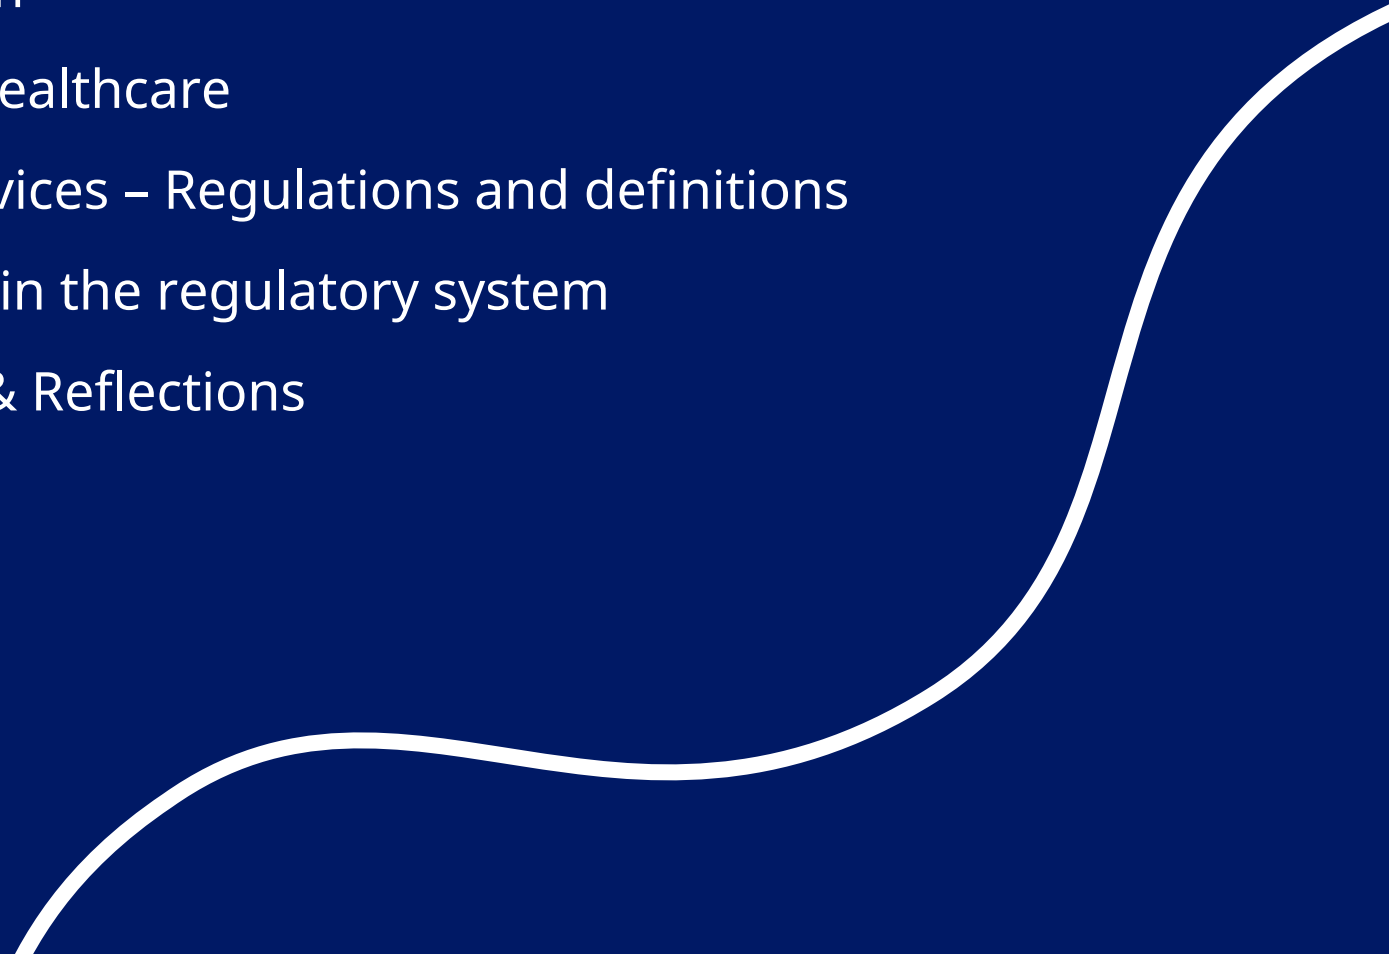 ealthcare
vices – Regulations and definitions
in the regulatory system
& Reflections